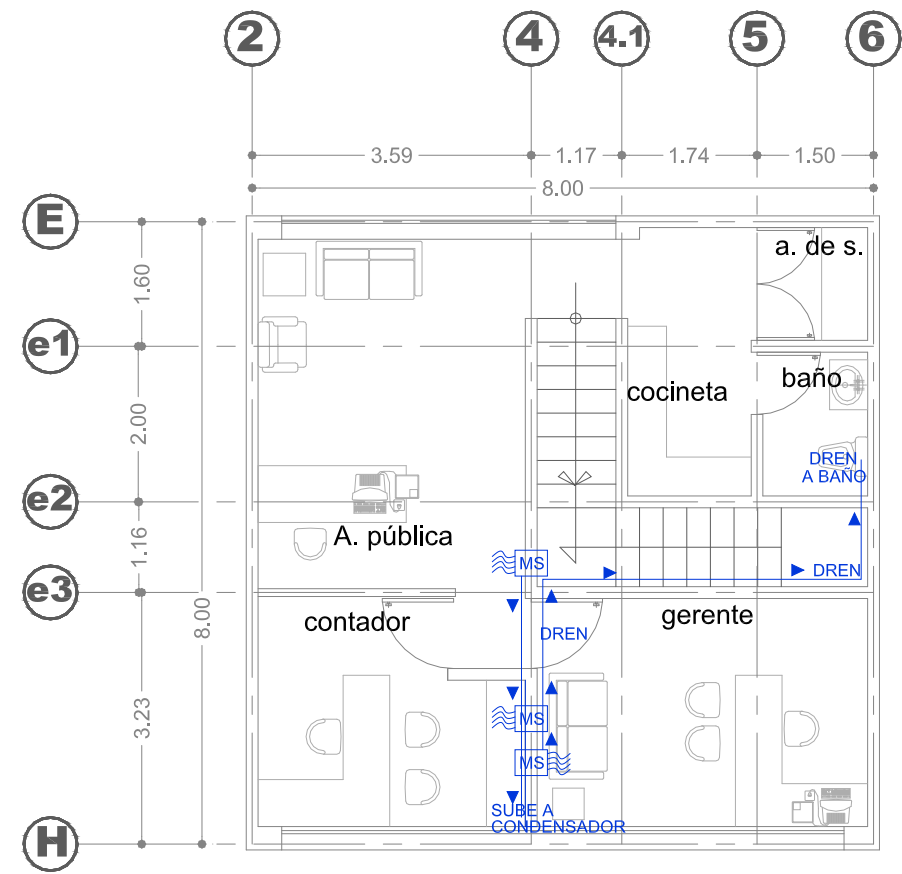 2
4
4.1
5
6
3.59
1.17
1.74
1.50
8.00
E
e1
e2
e3
H
1.60
2.00
1.16
3.23
8.00
a. de s.
baño
cocineta
DREN
A BAÑO
A. pública
MS
DREN
contador
gerente
DREN
MS
MS
SUBE A
CONDENSADOR